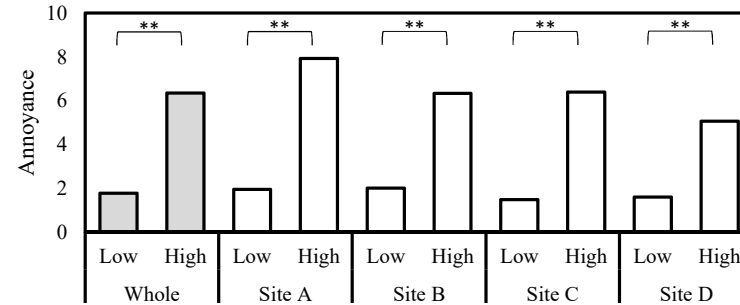 10
** ** ** ** **
8
6
4
2
0
Annoyance
Low High Low High Low High Low High Low High
Whole Site A Site B Site C Site D